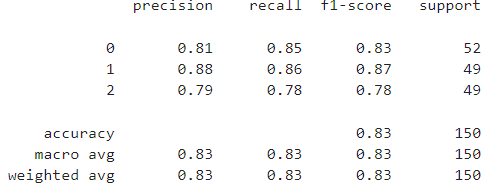 precision recall f1-score support
0 0.81 0.85 0.83 52
1 0.88 0.86 0.87 49
2 0.79 0.78 0.78 49
accuracy 0.83 150
macro avg 0.83 0.83 0.83 150
weighted avg 0.83 0.83 0.83 150